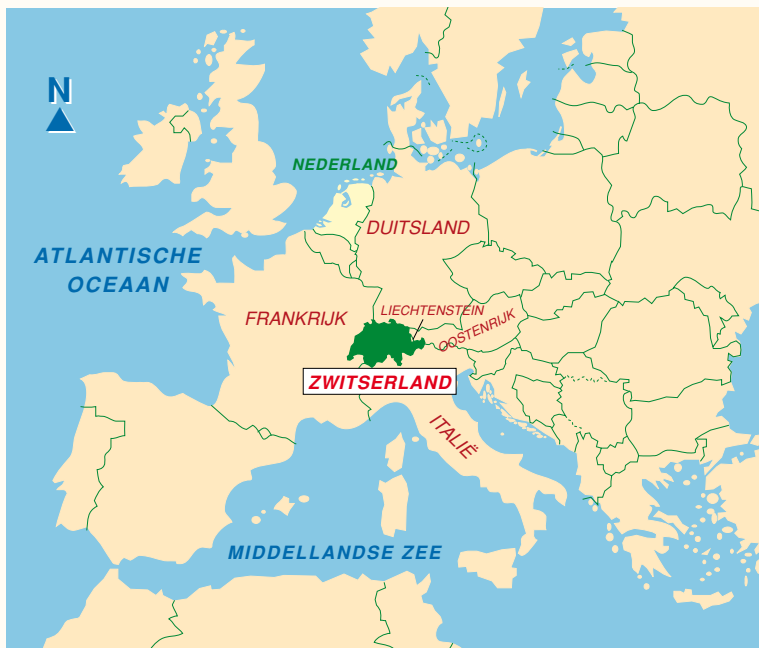 N
NEDERLAND
DUITSLAND
ATLANTISCHE
OCEAAN
LIECHTENSTEIN
FRANKRIJK
OOSTENRIJK
ZWITSERLAND
ITALIË
MIDDELLANDSE ZEE